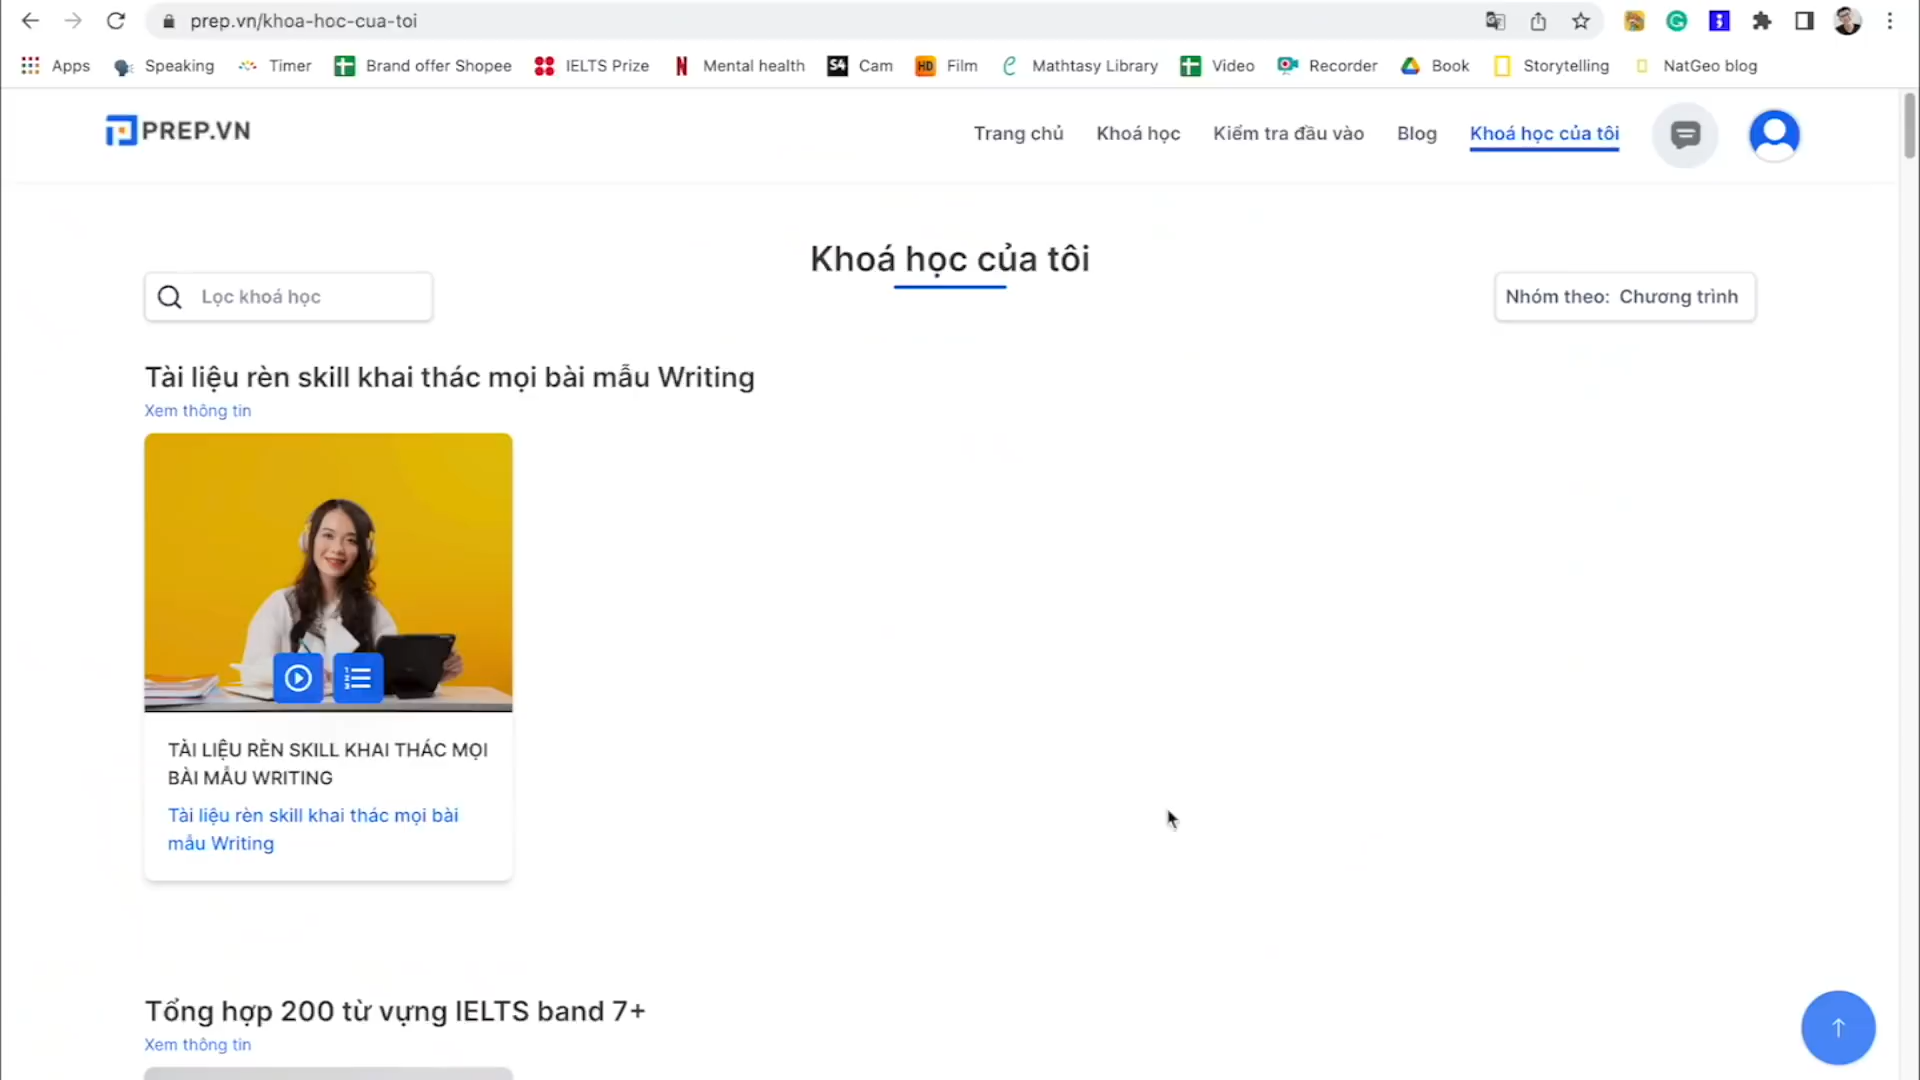 prep.vn/khoa-hoc-cua-toi
Apps Speaking Timer Brand offer Shopee IELTS Prize Mental health S4 Cam HD Film Mathtasy Library Video Recorder Book Storytelling NatGeo blog
PREP.VN Trang chủ Khoá học Kiểm tra đầu vào Blog Khoá học của tôi
Khoá học của tôi
Lọc khoá học
Nhóm theo: Chương trình
Tài liệu rèn skill khai thác mọi bài mẫu Writing
Xem thông tin
TÀI LIỆU RÈN SKILL KHAI THÁC MỌI
BÀI MẪU WRITING
Tài liệu rèn skill khai thác mọi bài
mẫu Writing
Tổng hợp 200 từ vựng IELTS band 7+
Xem thông tin